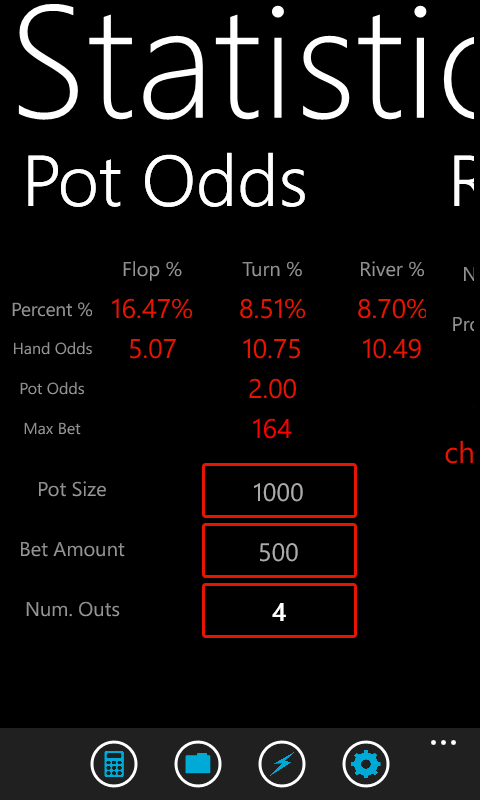 Statistic
Pot Odds R
Flop % Turn % River % N
Percent % 16.47% 8.51% 8.70% Pro
Hand Odds 5.07 10.75 10.49
Pot Odds 2.00
Max Bet 164
ch
Pot Size 1000
Bet Amount 500
Num. Outs 4